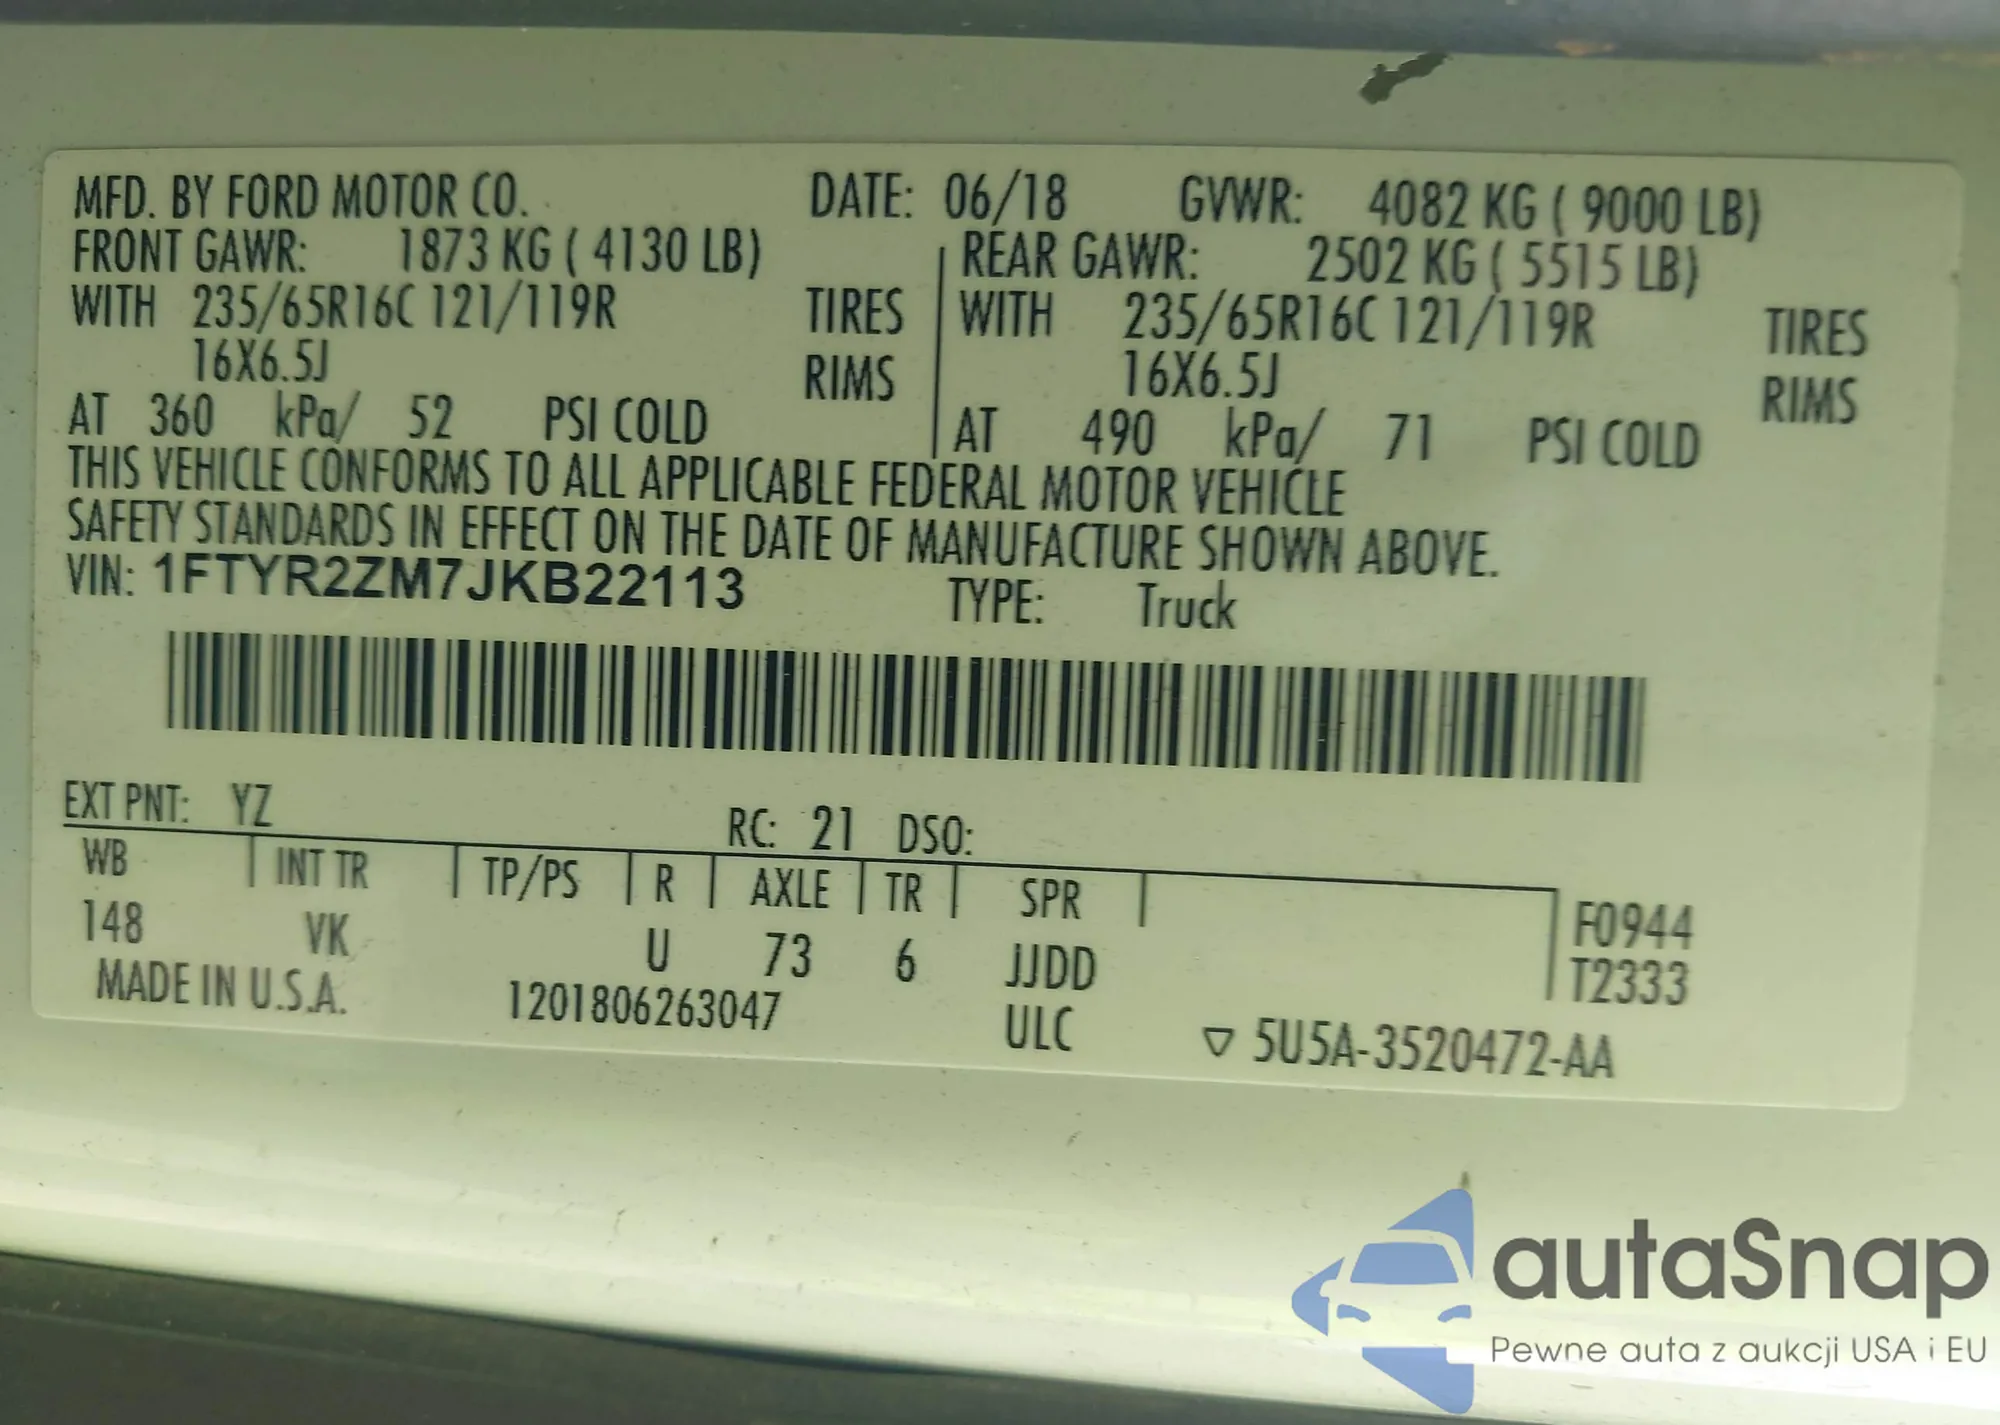 MFD. BY FORD MOTOR CO. DATE: 06/18 GVWR: 4082 KG ( 9000 LB)
FRONT GAWR: 1873 KG ( 4130 LB) REAR GAWR: 2502 KG ( 5515 LB)
WITH 235/65R16C 121/119R TIRES WITH 235/65R16C 121/119R TIRES
16X6.5J RIMS 16X6.5J RIMS
AT 360 kPa/ 52 PSI COLD AT 490 kPa/ 71 PSI COLD
THIS VEHICLE CONFORMS TO ALL APPLICABLE FEDERAL MOTOR VEHICLE
SAFETY STANDARDS IN EFFECT ON THE DATE OF MANUFACTURE SHOWN ABOVE.
VIN: 1FTYR2ZM7JKB22113 TYPE: Truck
EXT PNT: YZ RC: 21 DSO:
WB INT TR TP/PS R AXLE TR SPR F0944
148 VK U 73 6 JJDD T2333
MADE IN U.S.A. 1201806263047 ULC ▽ 5U5A-3520472-AA
autaSnap
Pewne auta z aukcji USA i EU